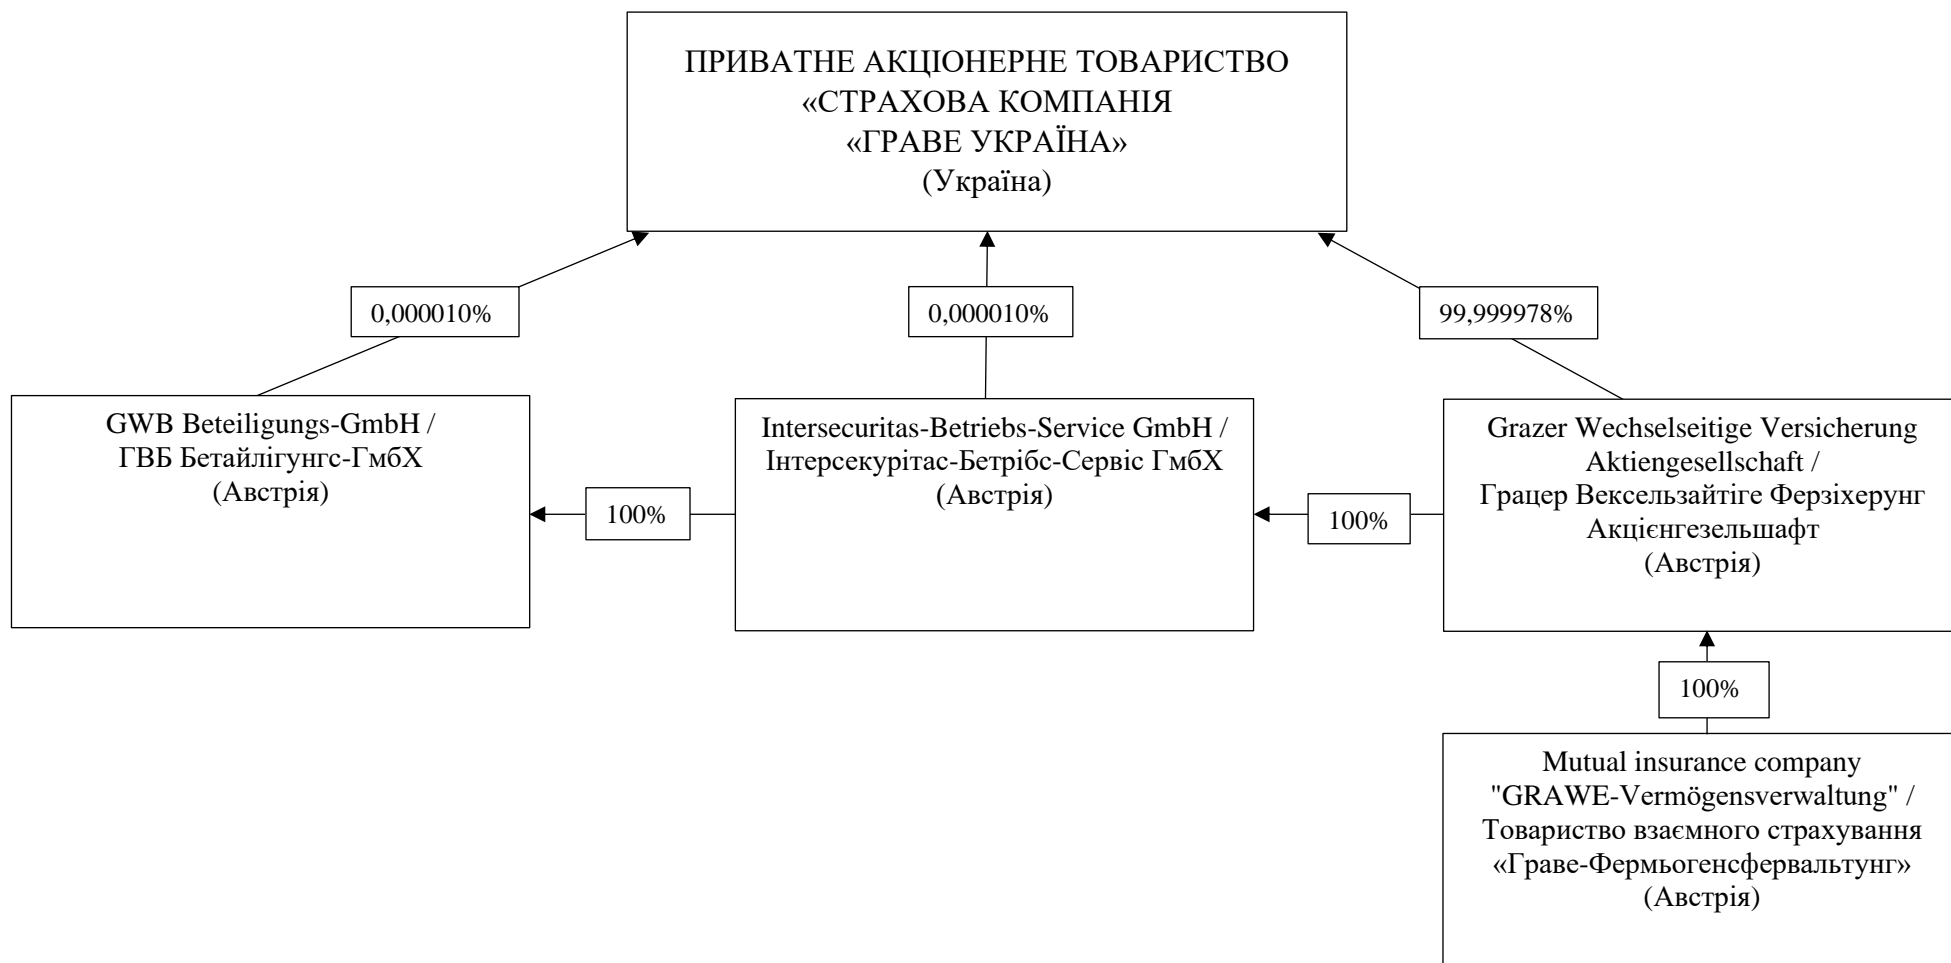 ПРИВАТНЕ АКЦІОНЕРНЕ ТОВАРИСТВО
«СТРАХОВА КОМПАНІЯ
«ГРАВЕ УКРАЇНА»
(Україна)
0,000010%
0,000010%
99,999978%
GWB Beteiligungs-GmbH /
ГВБ Бетайлігунгс-ГмбХ
(Австрія)
100%
Intersecuritas-Betriebs-Service GmbH /
Інтерсекурітас-Бетрібс-Сервіс ГмбХ
(Австрія)
100%
Grazer Wechselseitige Versicherung
Aktiengesellschaft /
Грацер Вексельзайтіге Ферзіхерунг
Акцієнгезельшафт
(Австрія)
100%
Mutual insurance company
"GRAWE-Vermögensverwaltung" /
Товариство взаємного страхування
«Граве-Фермьогенсфервальтунг»
(Австрія)